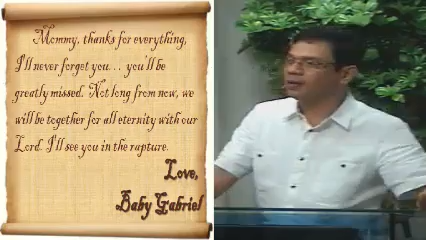 Mommy, thanks for everything,
I'll never forget you... you'll be
greatly missed. Not long from now, we
will be together for all eternity with our
Lord. I'll see you in the rapture.
Love,
Baby Gabriel